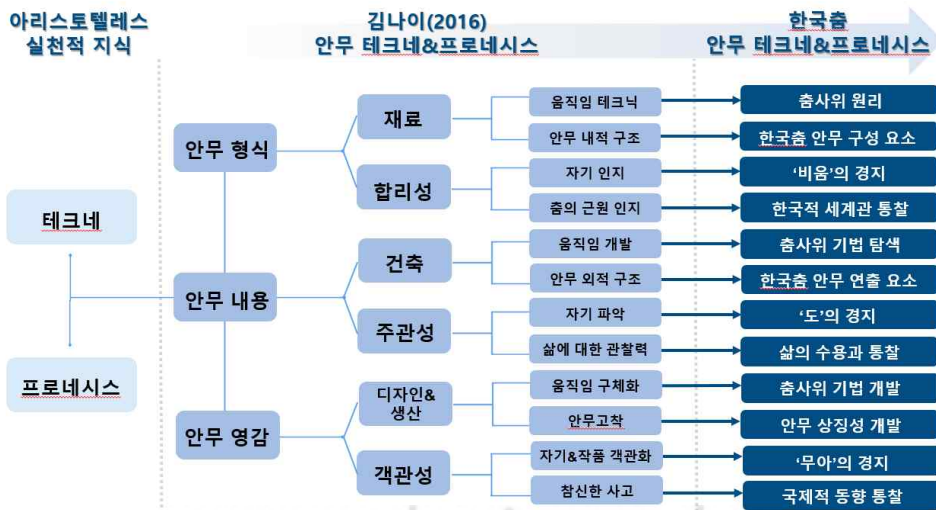 아리스토텔레스
실천적 지식
김나이(2016)
안무 테크네&프로네시스
한국춤
안무 테크네&프로네시스
테크네
프로네시스
안무 형식
안무 내용
안무 영감
재료
합리성
건축
주관성
디자인&
생산
객관성
움직임 테크닉
안무 내적 구조
자기 인지
춤의 근원 인지
움직임 개발
안무 외적 구조
자기 파악
삶에 대한 관찰력
움직임 구체화
안무고착
자기&작품 객관화
참신한 사고
춤사위 원리
한국춤 안무 구성 요소
‘비움’의 경지
한국적 세계관 통찰
춤사위 기법 탐색
한국춤 안무 연출 요소
‘도’의 경지
삶의 수용과 통찰
춤사위 기법 개발
안무 상징성 개발
‘무아’의 경지
국제적 동향 통찰